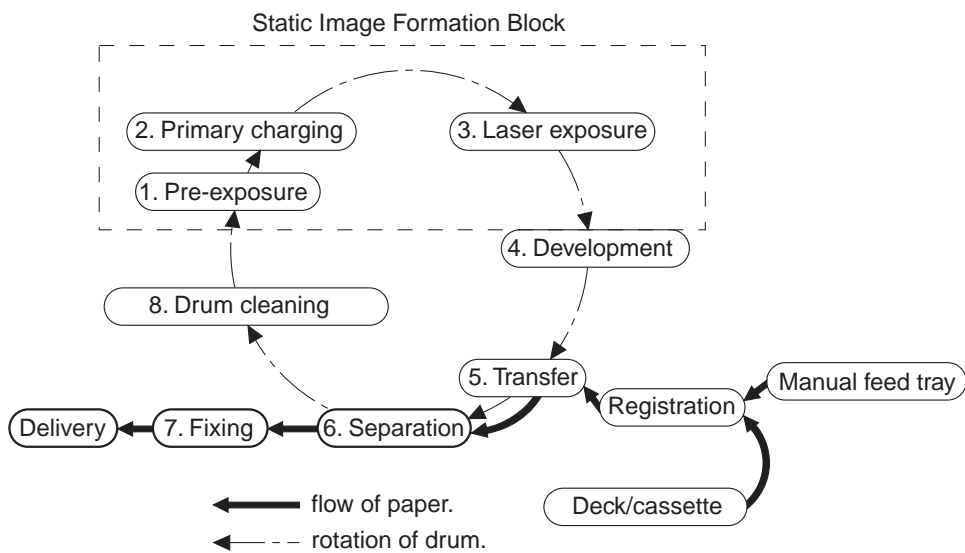 Static Image Formation Block
2. Primary charging
3. Laser exposure
1. Pre-exposure
4. Development
8. Drum cleaning
5. Transfer
Manual feed tray
Registration
Delivery
7. Fixing
6. Separation
Deck/cassette
flow of paper.
rotation of drum.